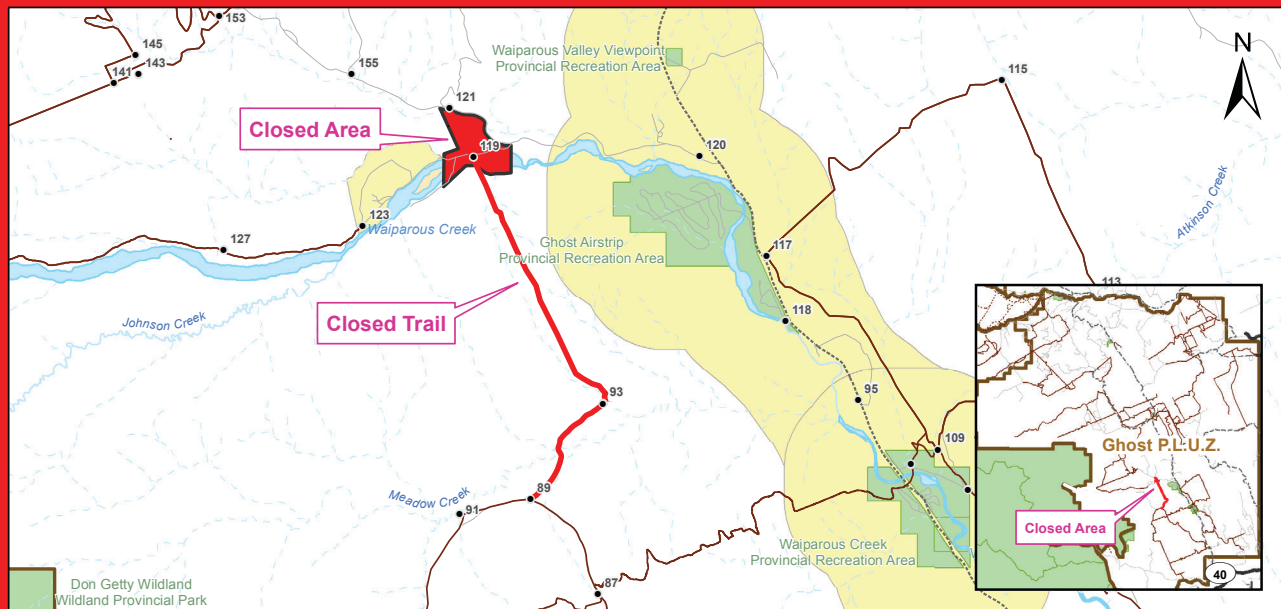 153
145
143
141
155
121
Closed Area
119
Waiparous Valley Viewpoint
Provincial Recreation Area
120
115
N
Atkinson Creek
123
Waiparous Creek
127
Ghost Airstrip
Provincial Recreation Area
117
113
Johnson Creek
Closed Trail
118
93
95
109
Ghost P.L.U.Z.
Closed Area
40
Meadow Creek
89
91
87
Waiparous Creek
Provincial Recreation Area
Don Getty Wildland
Wildland Provincial Park